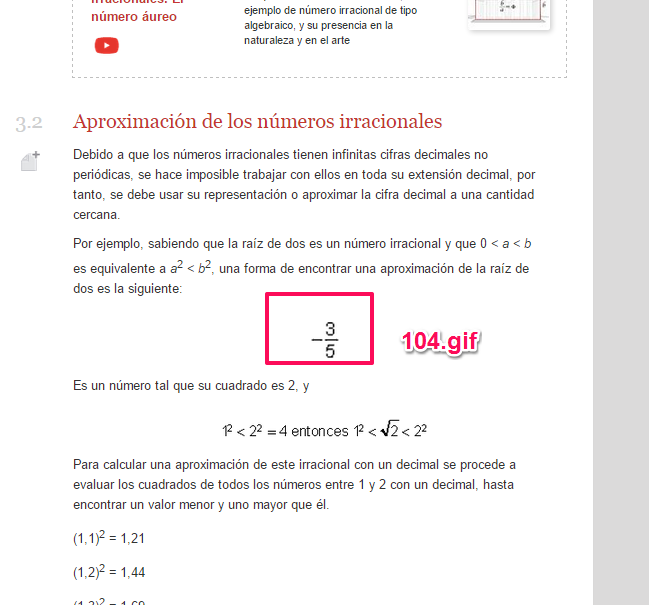 irracionales. El
número áureo
ejemplo de número irracional de tipo
algebraico, y su presencia en la
naturaleza y en el arte
3.2 Aproximación de los números irracionales
Debido a que los números irracionales tienen infinitas cifras decimales no
periódicas, se hace imposible trabajar con ellos en toda su extensión decimal, por
tanto, se debe usar su representación o aproximar la cifra decimal a una cantidad
cercana.
Por ejemplo, sabiendo que la raíz de dos es un número irracional y que 0 < a < b
es equivalente a a² < b², una forma de encontrar una aproximación de la raíz de
dos es la siguiente:
-3/5
104.gif
Es un número tal que su cuadrado es 2, y
1² < 2² = 4 entonces 1² < √2 < 2²
Para calcular una aproximación de este irracional con un decimal se procede a
evaluar los cuadrados de todos los números entre 1 y 2 con un decimal, hasta
encontrar un valor menor y uno mayor que él.
(1,1)² = 1,21
(1,2)² = 1,44
(1,3)² = 1,69